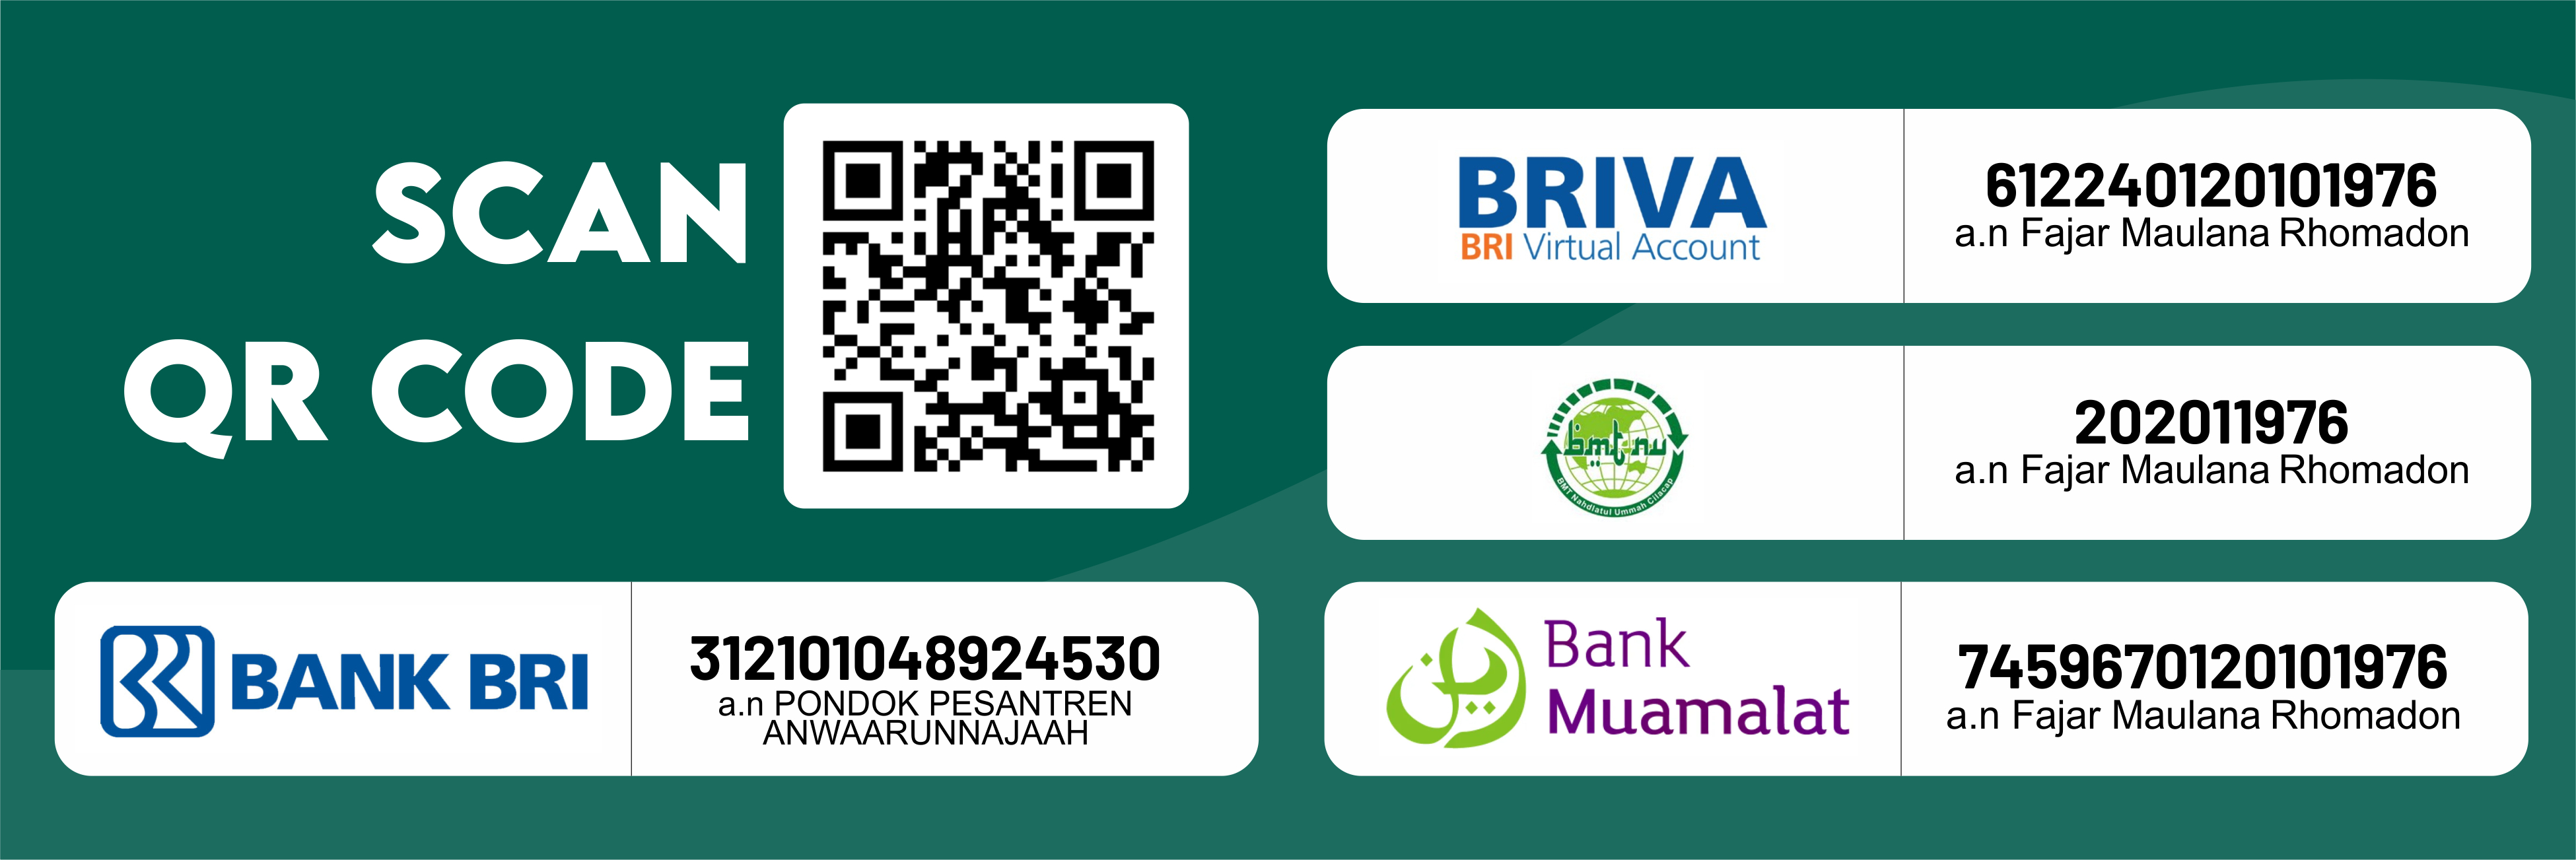 SCAN
QR CODE
BANK BRI
312101048924530
a.n PONDOK PESANTREN
ANWAARUNNAJAAH
BRIVA
BRI Virtual Account
612240120101976
a.n Fajar Maulana Rhomadon
bmt nu
BMT Nahdlatul Ummah Cilacap
202011976
a.n Fajar Maulana Rhomadon
Bank
Muamalat
7459670120101976
a.n Fajar Maulana Rhomadon